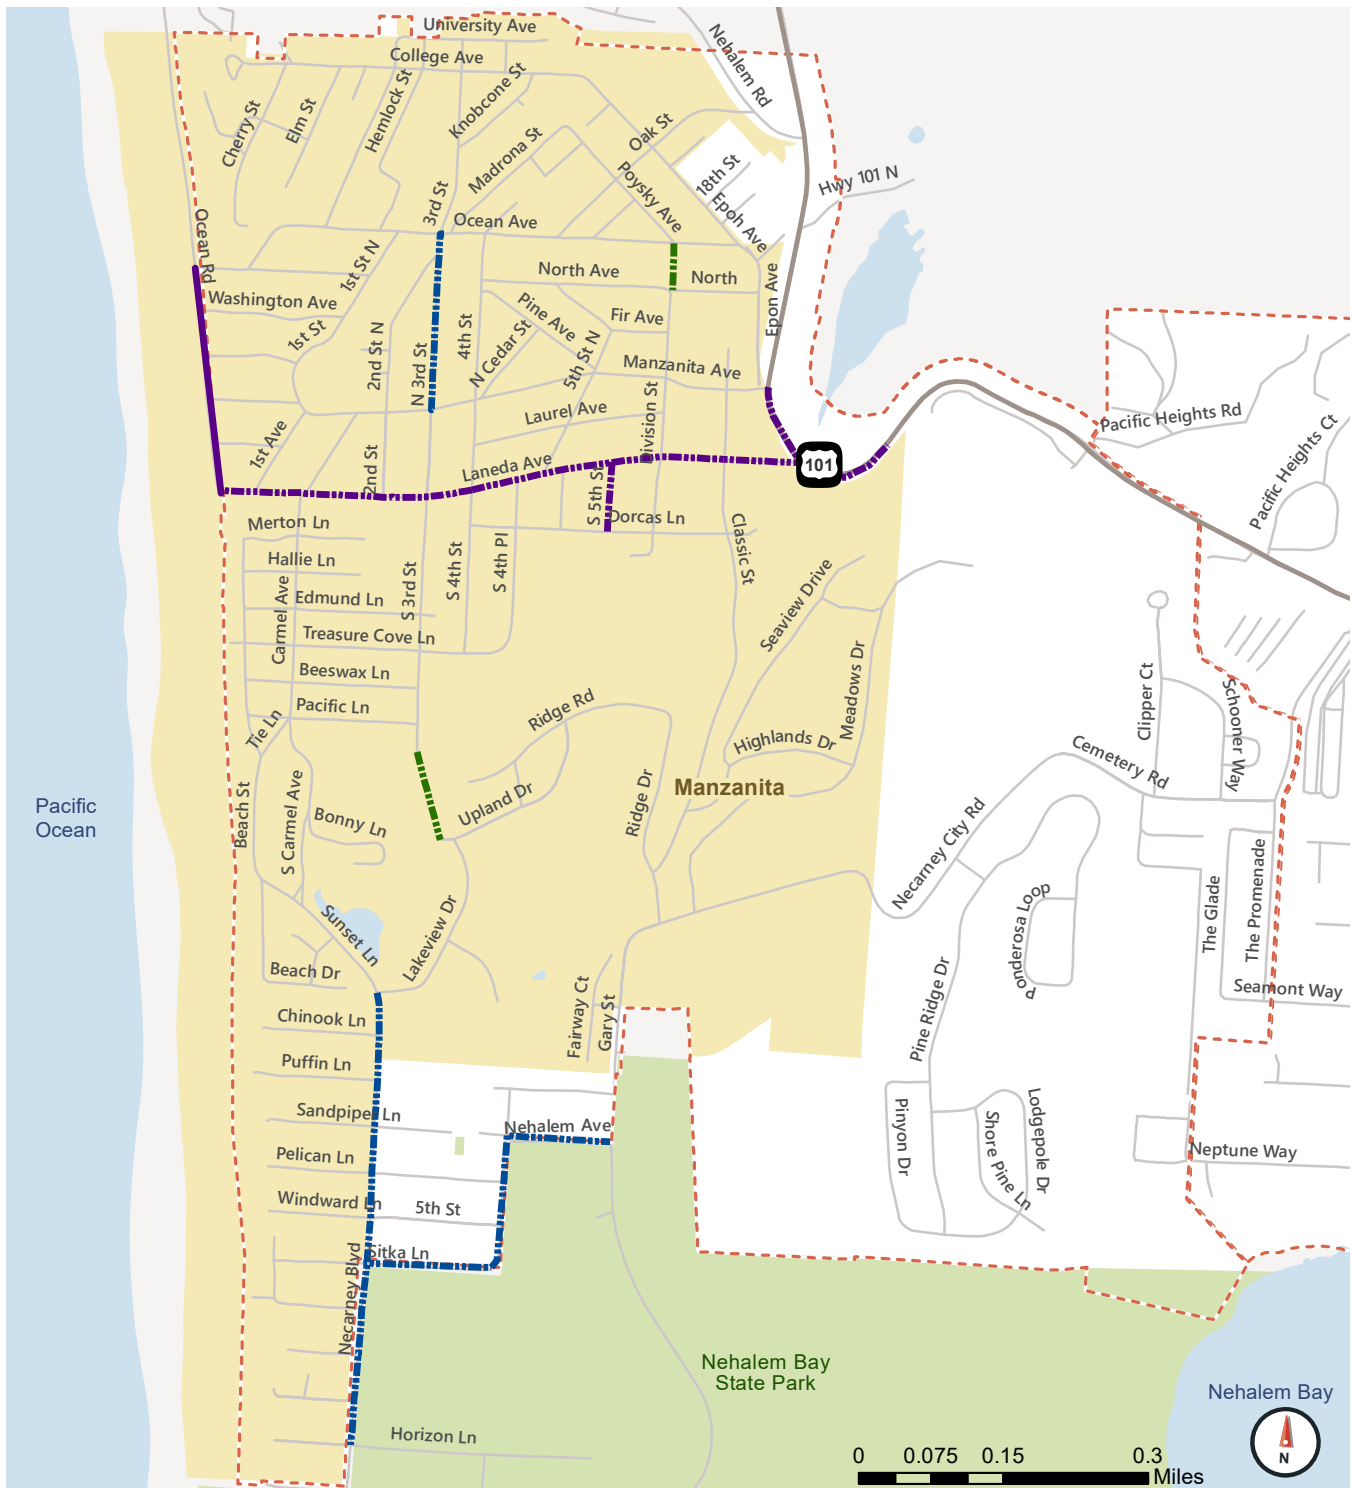 University Ave
College Ave
Nehalem Rd
Cherry St
Elm St
Hemlock St
Knobcone St
Madrona St
Oak St
Poysky Ave
18th St
Epoh Ave
Hwy 101 N
3rd St
Ocean Ave
Ocean Rd
1st St N
North Ave
North
Epon Ave
Washington Ave
1st St
2nd St N
N 3rd St
4th St
Pine Ave
N Cedar St
5th St N
Fir Ave
Manzanita Ave
Laurel Ave
Division St
Pacific Heights Rd
Pacific Heights Ct
1st Ave
2nd St
Laneda Ave
S 5th St
101
Merton Ln
Dorcas Ln
Classic St
Hallie Ln
Carmel Ave
Edmund Ln
S 3rd St
S 4th St
S 4th Pl
Treasure Cove Ln
Seaview Drive
Meadows Dr
Beeswax Ln
Pacific Ln
Tie Ln
Ridge Rd
Highlands Dr
Clipper Ct
Schooner Way
Cemetery Rd
Manzanita
Pacific
Ocean
Beach St
S Carmel Ave
Bonny Ln
Upland Dr
Ridge Dr
Necarney City Rd
Ponderosa Loop
The Glade
The Promenade
Sunset Ln
Lakeview Dr
Beach Dr
Seamont Way
Chinook Ln
Fairway Ct
Gary St
Pine Ridge Dr
Puffin Ln
Sandpiper Ln
Nehalem Ave
Pinyon Dr
Shore Pine Ln
Lodgepole Dr
Pelican Ln
Neptune Way
Windward Ln
5th St
Sitka Ln
Necarney Blvd
Nehalem Bay
State Park
Nehalem Bay
Horizon Ln
N
0 0.075 0.15 0.3
Miles